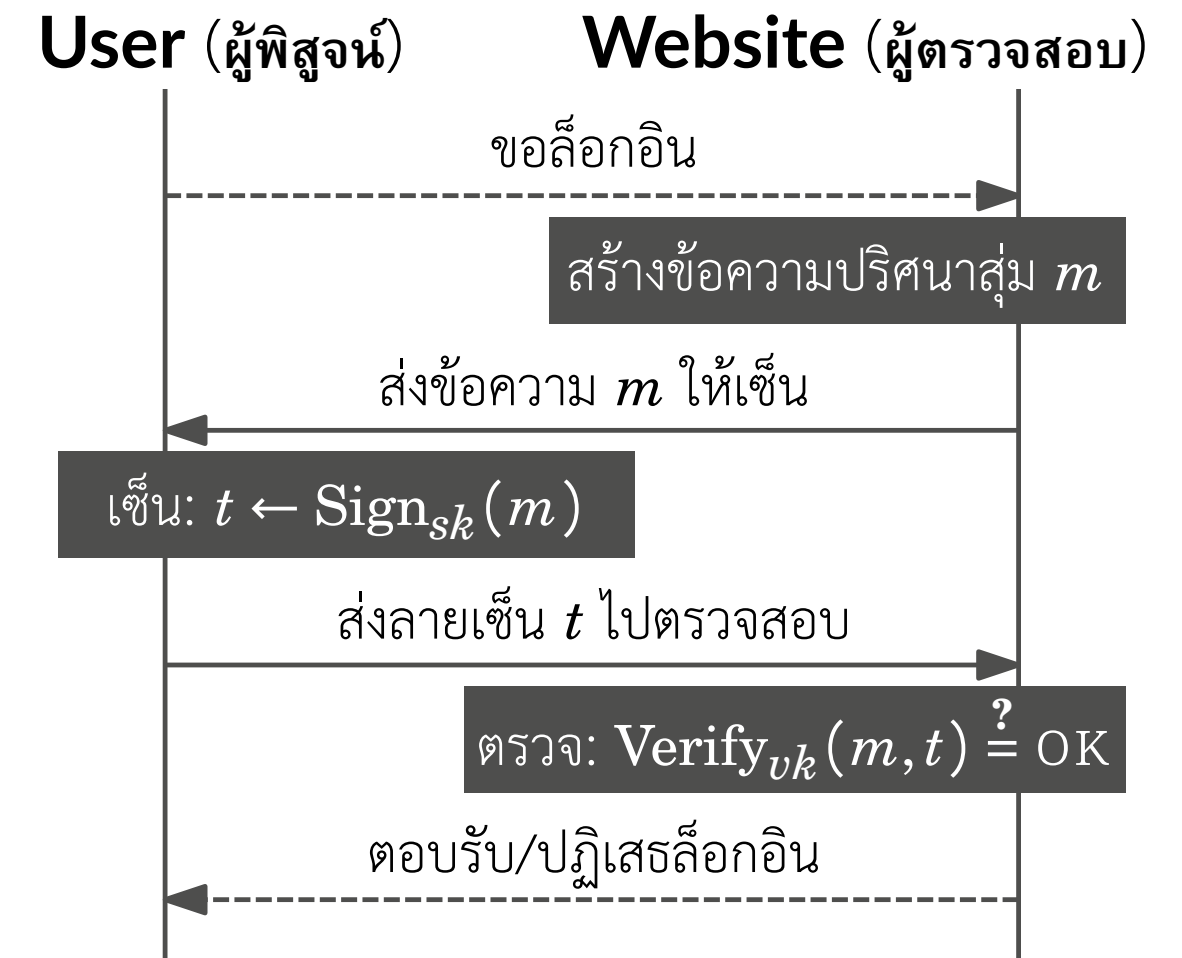 User (ผู้พิสูจน์)
Website (ผู้ตรวจสอบ)
ขอล็อกอิน
สร้างข้อความปริศนาสุ่ม m
ส่งข้อความ m ให้เซ็น
เซ็น: t ← Signsk(m)
ส่งลายเซ็น t ไปตรวจสอบ
ตรวจ: Verifyvk(m,t) ≟ OK
ตอบรับ/ปฏิเสธล็อกอิน